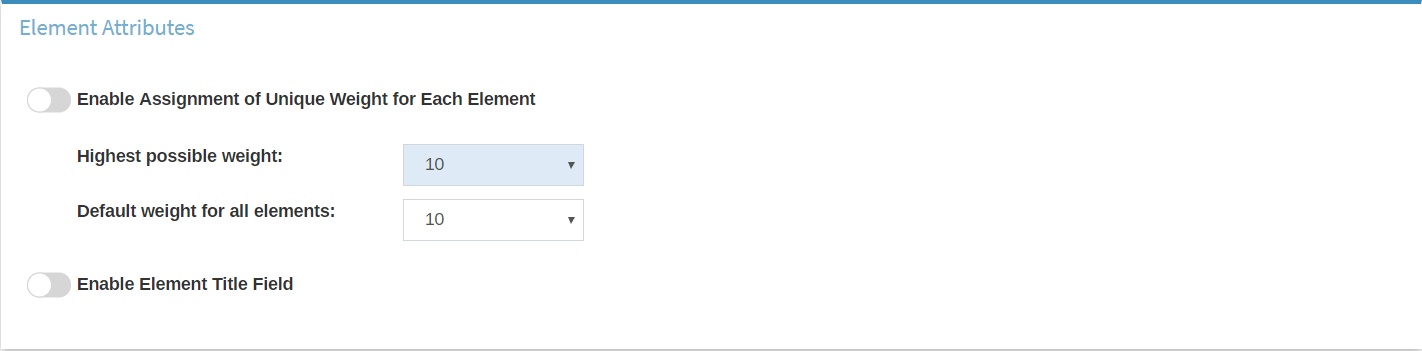 Element Attributes
Enable Assignment of Unique Weight for Each Element
Highest possible weight:
10
Default weight for all elements:
10
Enable Element Title Field